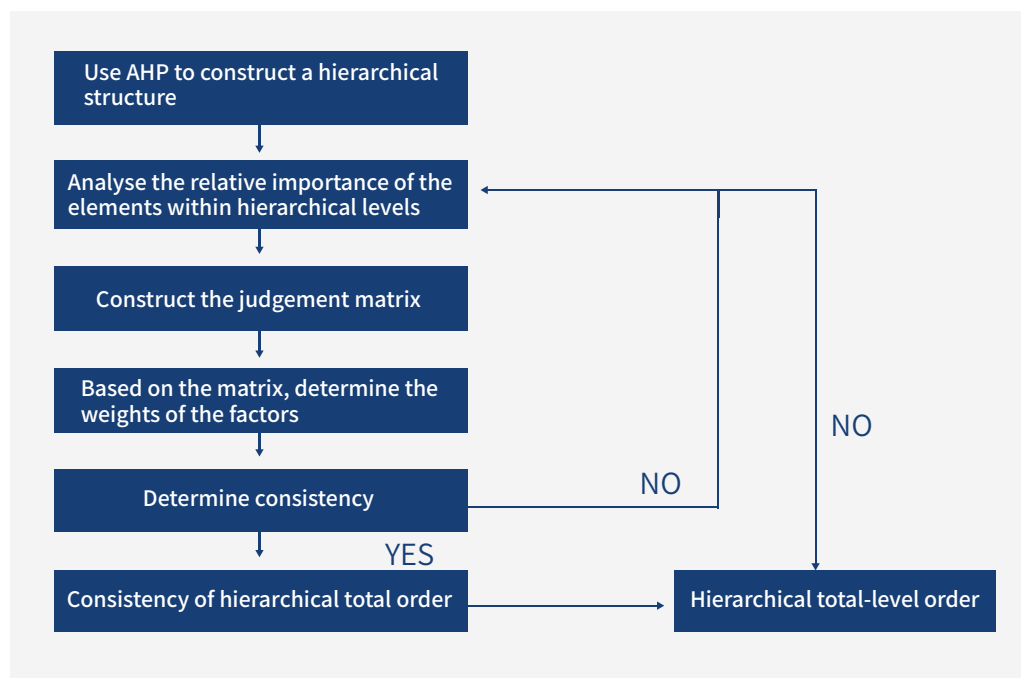 Use AHP to construct a hierarchical
structure
Analyse the relative importance of the
elements within hierarchical levels
Construct the judgement matrix
Based on the matrix, determine the
weights of the factors
NO
Determine consistency
NO
YES
Consistency of hierarchical total order
Hierarchical total-level order